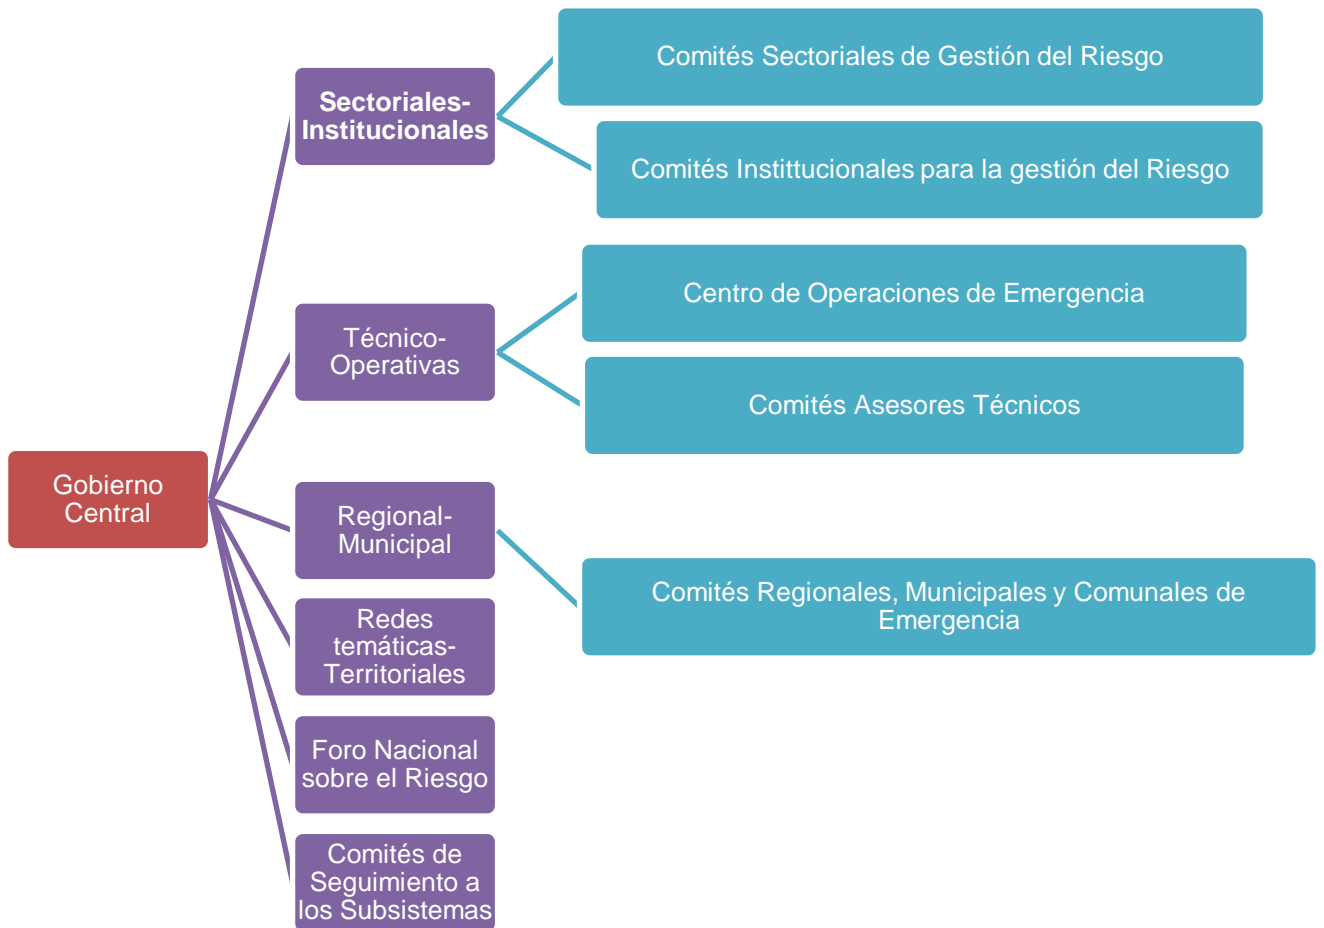 Gobierno
Central
Sectoriales-
Institucionales
Comités Sectoriales de Gestión del Riesgo
Comités Instittucionales para la gestión del Riesgo
Técnico-
Operativas
Centro de Operaciones de Emergencia
Comités Asesores Técnicos
Regional-
Municipal
Comités Regionales, Municipales y Comunales de
Emergencia
Redes
temáticas-
Territoriales
Foro Nacional
sobre el Riesgo
Comités de
Seguimiento a
los Subsistemas